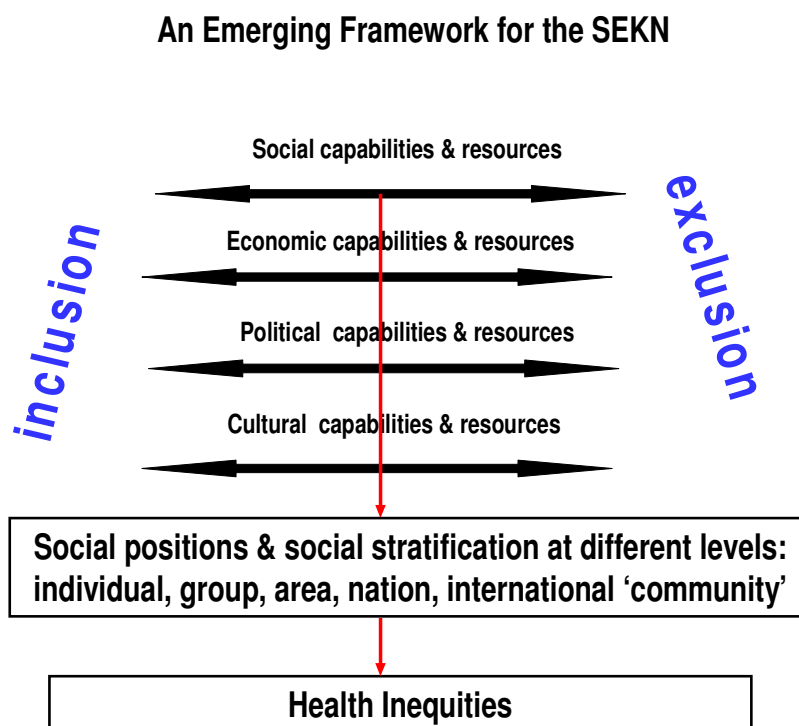 An Emerging Framework for the SEKN
Social capabilities & resources
inclusion
exclusion
Economic capabilities & resources
Political capabilities & resources
Cultural capabilities & resources
Social positions & social stratification at different levels:
individual, group, area, nation, international ‘community’
Health Inequities